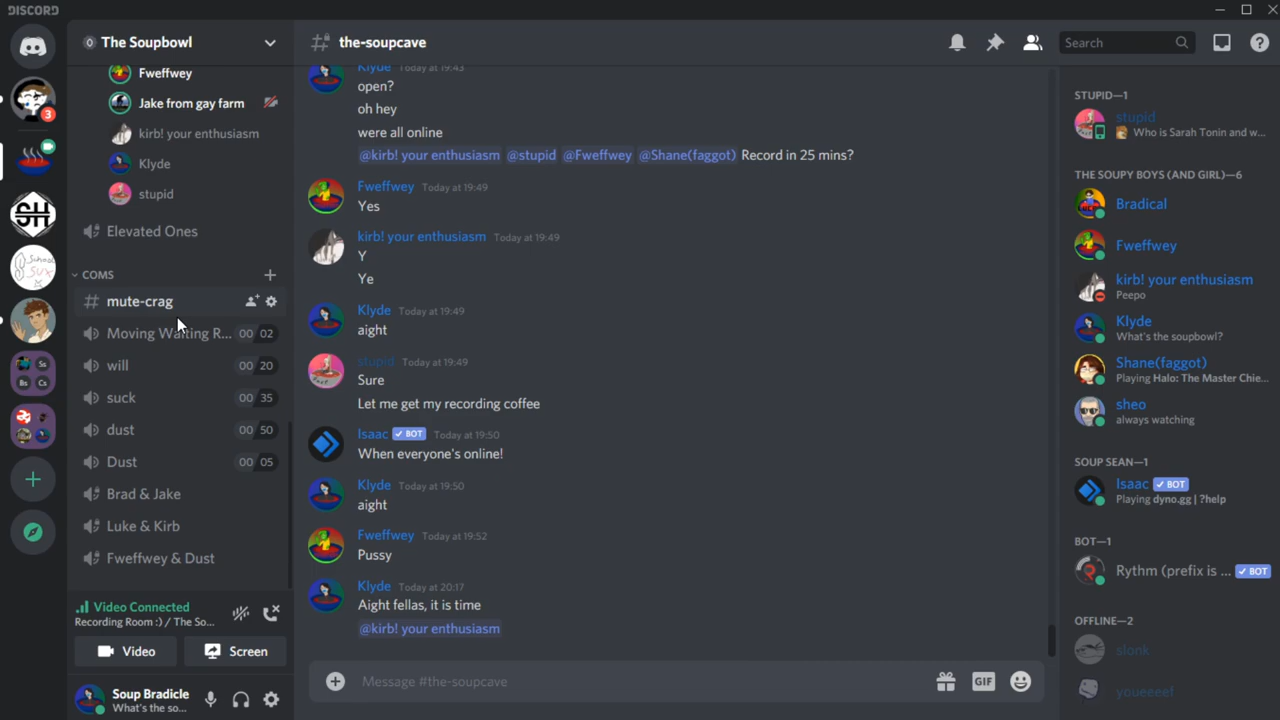 DISCORD
The Soupbowl
Fweffwey
Jake from gay farm
kirb! your enthusiasm
Klyde
stupid
Elevated Ones
COMS
mute-crag
Moving Waiting R... 00 02
will 00 20
suck 00 35
dust 00 50
Dust 00 05
Brad & Jake
Luke & Kirb
Fweffwey & Dust
Video Connected
Recording Room :) / The So...
Video Screen
Soup Bradicle
What's the so...
3
SH
Ss
Bs Cs
the-soupcave
Search
Klyde Today at 19:43
open?
oh hey
were all online
@kirb! your enthusiasm @stupid @Fweffwey @Shane(faggot) Record in 25 mins?
Fweffwey Today at 19:49
Yes
kirb! your enthusiasm Today at 19:49
Y
Ye
Klyde Today at 19:49
aight
stupid Today at 19:49
Sure
Let me get my recording coffee
Isaac BOT Today at 19:50
When everyone's online!
Klyde Today at 19:50
aight
Fweffwey Today at 19:52
Pussy
Klyde Today at 20:17
Aight fellas, it is time
@kirb! your enthusiasm
Message #the-soupcave
GIF
STUPID—1
stupid
Who is Sarah Tonin and w...
THE SOUPY BOYS (AND GIRL)—6
Bradical
Fweffwey
kirb! your enthusiasm
Peepo
Klyde
What's the soupbowl?
Shane(faggot)
Playing Halo: The Master Chie...
sheo
always watching
SOUP SEAN—1
Isaac BOT
Playing dyno.gg | ?help
BOT—1
Rythm (prefix is ... BOT
OFFLINE—2
slonk
youeeeef